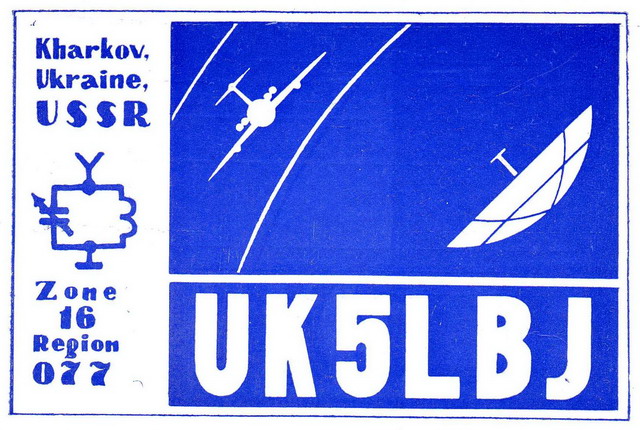 Kharkov,
Ukraine,
USSR
Zone
16
Region
077
UK5LBJ